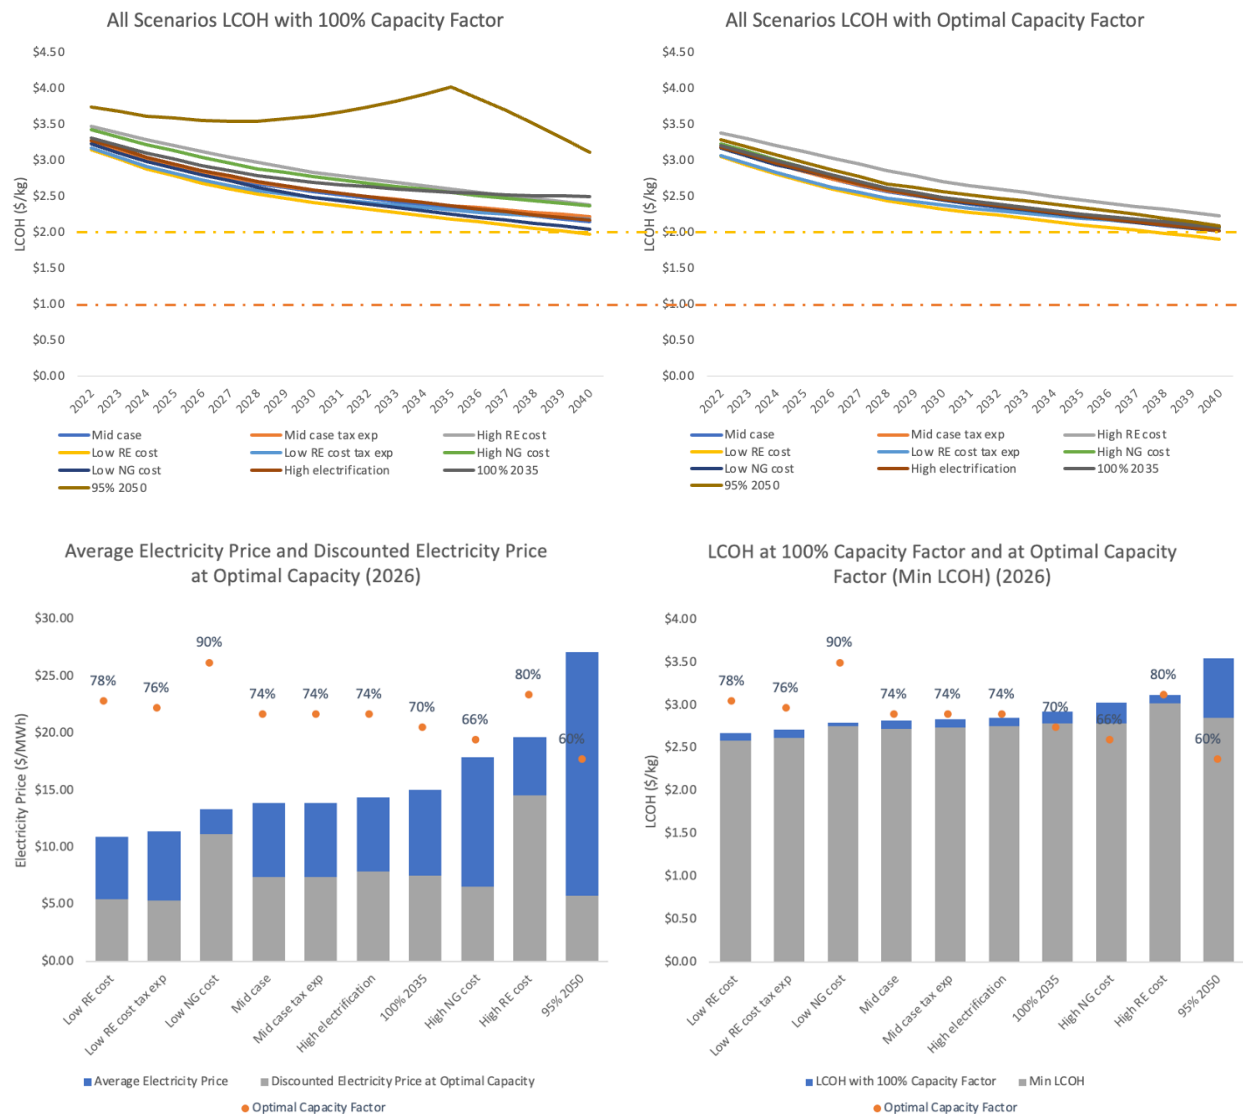 All Scenarios LCOH with 100% Capacity Factor
$4.50
$4.00
$3.50
$3.00
$2.50
$2.00
$1.50
$1.00
$0.50
$0.00
LCOH ($/kg)
2022 2023 2024 2025 2026 2027 2028 2029 2030 2031 2032 2033 2034 2035 2036 2037 2038 2039 2040
Mid case Mid case tax exp High RE cost
Low RE cost Low RE cost tax exp High NG cost
Low NG cost High electrification 100% 2035
95% 2050
All Scenarios LCOH with Optimal Capacity Factor
$4.50
$4.00
$3.50
$3.00
$2.50
$2.00
$1.50
$1.00
$0.50
$0.00
LCOH ($/kg)
2022 2023 2024 2025 2026 2027 2028 2029 2030 2031 2032 2033 2034 2035 2036 2037 2038 2039 2040
Mid case Mid case tax exp High RE cost
Low RE cost Low RE cost tax exp High NG cost
Low NG cost High electrification 100% 2035
95% 2050
Average Electricity Price and Discounted Electricity Price
at Optimal Capacity (2026)
$30.00
$25.00
$20.00
$15.00
$10.00
$5.00
$0.00
Electricity Price ($/MWh)
78% 76% 90% 74% 74% 74% 70% 66% 80% 60%
Low RE cost Low RE cost tax exp Low NG cost Mid case Mid case tax exp High electrification 100% 2035 High NG cost High RE cost 95% 2050
Average Electricity Price Discounted Electricity Price at Optimal Capacity
Optimal Capacity Factor
LCOH at 100% Capacity Factor and at Optimal Capacity
Factor (Min LCOH) (2026)
$4.00
$3.50
$3.00
$2.50
$2.00
$1.50
$1.00
$0.50
$0.00
LCOH ($/kg)
78% 76% 90% 74% 74% 74% 70% 66% 80% 60%
Low RE cost Low RE cost tax exp Low NG cost Mid case Mid case tax exp High electrification 100% 2035 High NG cost High RE cost 95% 2050
LCOH with 100% Capacity Factor Min LCOH
Optimal Capacity Factor